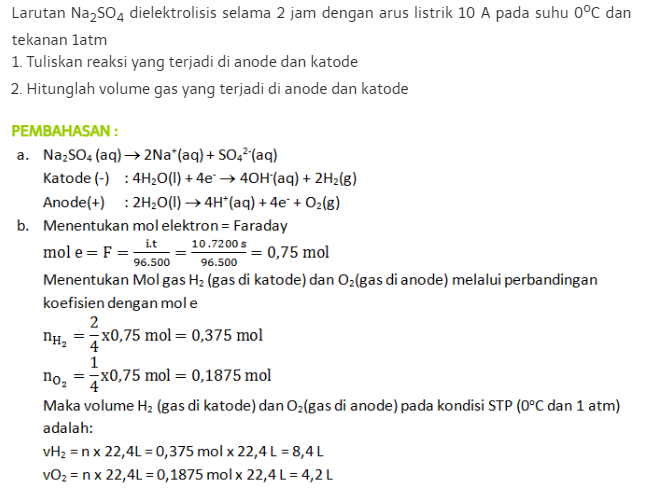 Larutan Na₂SO₄ dielektrolisis selama 2 jam dengan arus listrik 10 A pada suhu 0⁰C dan
tekanan 1atm
1. Tuliskan reaksi yang terjadi di anode dan katode
2. Hitunglah volume gas yang terjadi di anode dan katode
PEMBAHASAN :
a. Na₂SO₄ (aq) → 2Na⁺(aq) + SO₄²⁻(aq)
Katode (-) : 4H₂O(l) + 4e⁻ → 4OH⁻(aq) + 2H₂(g)
Anode(+) : 2H₂O(l) → 4H⁺(aq) + 4e⁻ + O₂(g)
b. Menentukan mol elektron = Faraday
mol e = F = i.t/96.500 = 10.7200 s/96.500 = 0,75 mol
Menentukan Mol gas H₂ (gas di katode) dan O₂(gas di anode) melalui perbandingan
koefisien dengan mol e
n_H₂ = 2/4 x0,75 mol = 0,375 mol
n_O₂ = 1/4 x0,75 mol = 0,1875 mol
Maka volume H₂ (gas di katode) dan O₂(gas di anode) pada kondisi STP (0⁰C dan 1 atm)
adalah:
vH₂ = n x 22,4L = 0,375 mol x 22,4 L = 8,4 L
vO₂ = n x 22,4L = 0,1875 mol x 22,4 L = 4,2 L